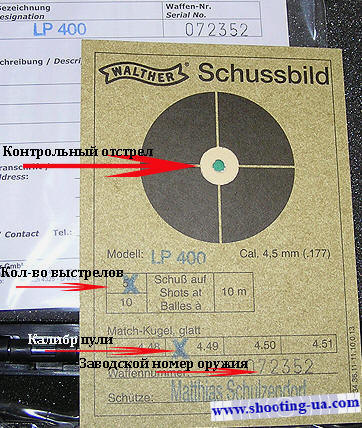 ezeichnung
esignation
Waffen-Nr.
Serial No.
LP 400
072352
schreibung / Descri
address:
/ Contact
Tel.:
WALTHER®
Schussbild
Контрольный отстрел
Modell: LP 400 Cal. 4,5 mm (.177)
Кол-во выстрелов
10
Schuß auf
Shots at
Balles à
10 m
Match-Kugel, glatt
Калибр пули
4.48 4.49 4.50 4.51
Заводской номер оружия
Waffennummer: 072352
Schütze: Matthias Schulzendorf
www.shooting-ua.com